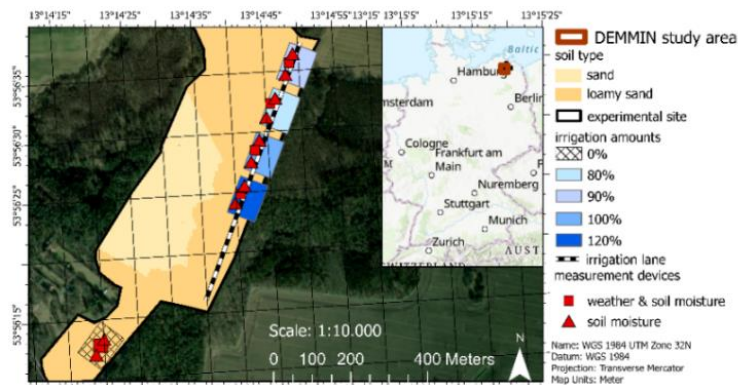 13°14'15" 13°14'25" 13°14'35" 13°14'45" 13°14'55" 13°15'5" 13°15'15" 13°15'25"
53°56'35"
53°56'30"
53°56'25"
53°56'15"
Baltic
Hamburg
Berlin
msterdam
Cologne
Frankfurt am
Main
Nuremberg
Stuttgart
Munich
Zurich
AUST
SWITZERLAND
Scale: 1:10.000
0 100 200 400 Meters
N
DEMMIN study area
soil type
sand
loamy sand
experimental site
irrigation amounts
0%
80%
90%
100%
120%
irrigation lane
measurement devices
weather & soil moisture
soil moisture
Name: WGS 1984 UTM Zone 32N
Datum: WGS 1984
Projection: Transverse Mercator
Map Units: Meter